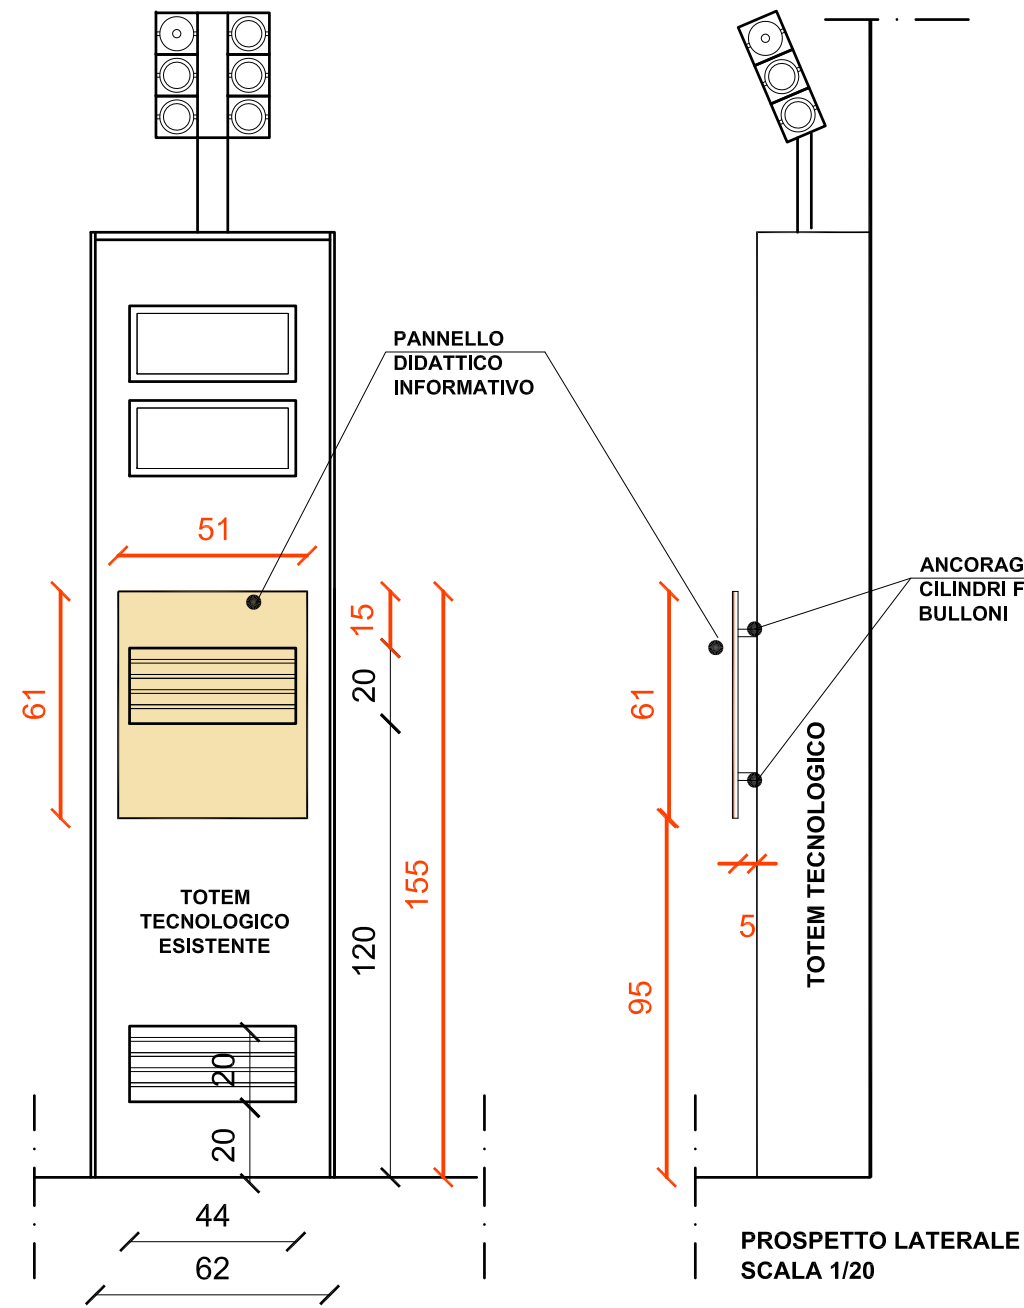 PANNELLO
DIDATTICO
INFORMATIVO
51
15
20
61
61
ANCORAG
CILINDRI F
BULLONI
TOTEM TECNOLOGICO
155
TOTEM
TECNOLOGICO
ESISTENTE
120
5
95
20
20
44
62
PROSPETTO LATERALE
SCALA 1/20